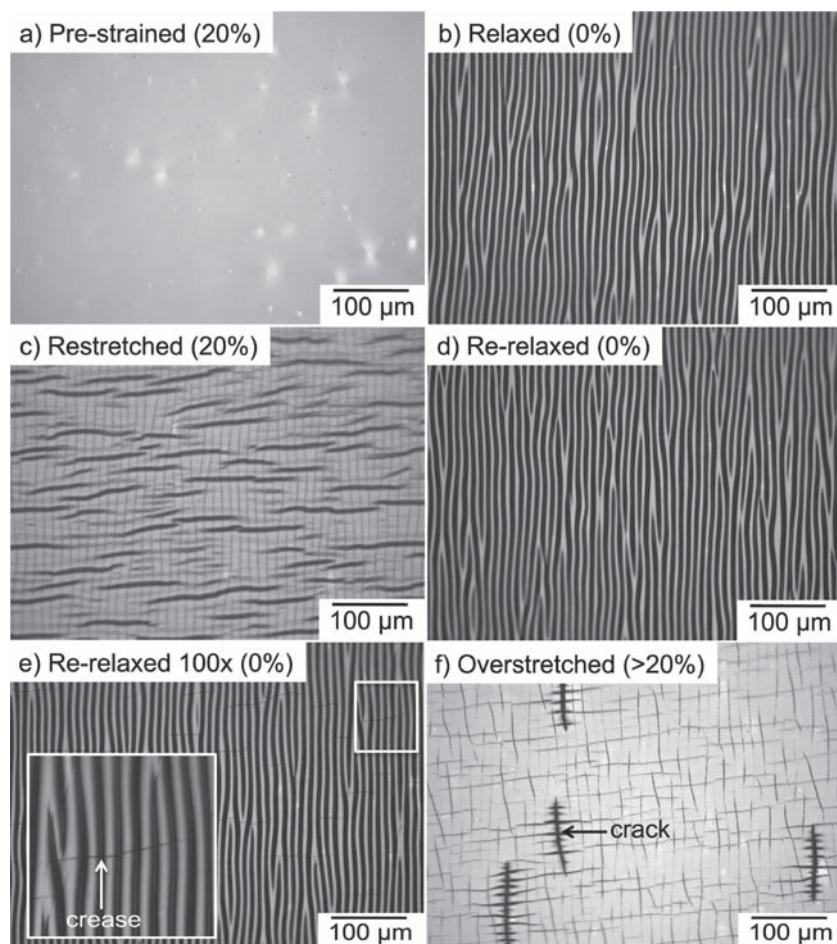 a) Pre-strained (20%)
100 µm
b) Relaxed (0%)
100 µm
c) Restretched (20%)
100 µm
d) Re-relaxed (0%)
100 µm
e) Re-relaxed 100x (0%)
crease
100 µm
f) Overstretched (>20%)
crack
100 µm